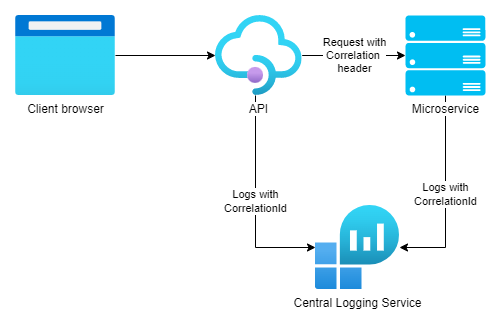 Request with
Correlation
header
Client browser
API
Microservice
Logs with
CorrelationId
Logs with
CorrelationId
Central Logging Service